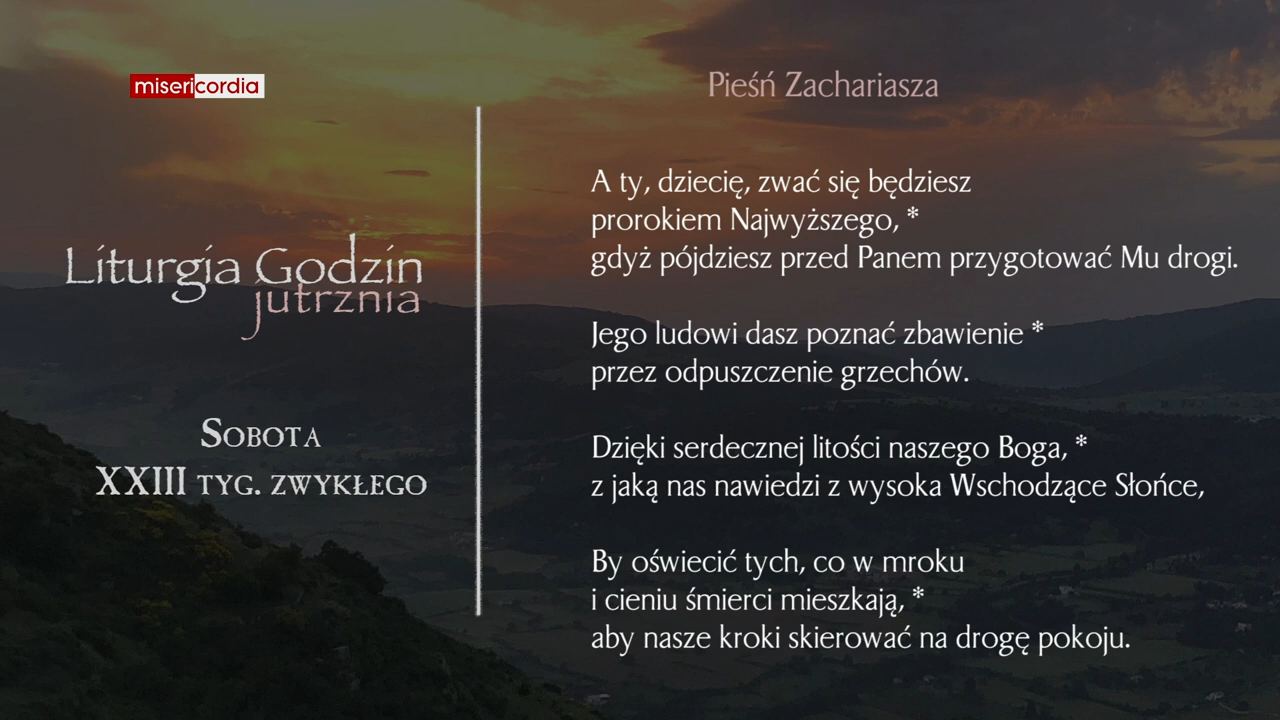 misericordia
Liturgia Godzin
jutrznia
Sobota
XXIII tyg. zwykłego
Pieśń Zachariasza
A ty, dziecię, zwać się będziesz
prorokiem Najwyższego, *
gdyż pójdziesz przed Panem przygotować Mu drogi.
Jego ludowi dasz poznać zbawienie *
przez odpuszczenie grzechów.
Dzięki serdecznej litości naszego Boga, *
z jaką nas nawiedzi z wysoka Wschodzące Słońce,
By oświecić tych, co w mroku
i cieniu śmierci mieszkają, *
aby nasze kroki skierować na drogę pokoju.